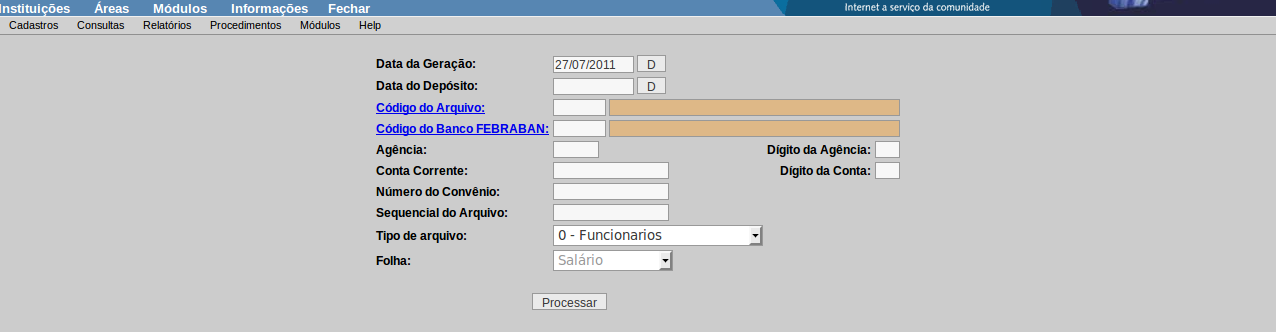 Instituições Áreas Módulos Informações Fechar
Internet a serviço da comunidade
Cadastros Consultas Relatórios Procedimentos Módulos Help
Data da Geração: 27/07/2011 D
Data do Depósito: D
Código do Arquivo:
Código do Banco FEBRABAN:
Agência: Dígito da Agência:
Conta Corrente: Dígito da Conta:
Número do Convênio:
Sequencial do Arquivo:
Tipo de arquivo: 0 - Funcionarios
Folha: Salário
Processar